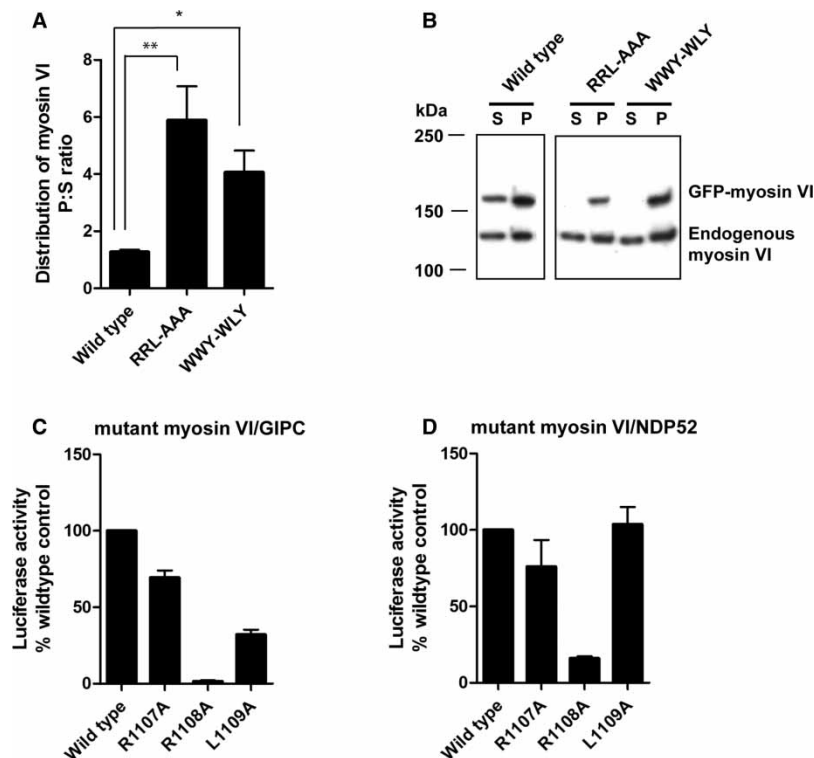 A
*
**
Distribution of myosin VI
P:S ratio
8
6
4
2
0
Wild type
RRL-AAA
WWY-WLY
B
Wild type
RRL-AAA
WWY-WLY
kDa
S P S P S P
250
150
100
GFP-myosin VI
Endogenous
myosin VI
C
mutant myosin VI/GIPC
Luciferase activity
% wildtype control
150
100
50
0
Wild type
R1107A
R1108A
L1109A
D
mutant myosin VI/NDP52
Luciferase activity
% wildtype control
150
100
50
0
Wild type
R1107A
R1108A
L1109A